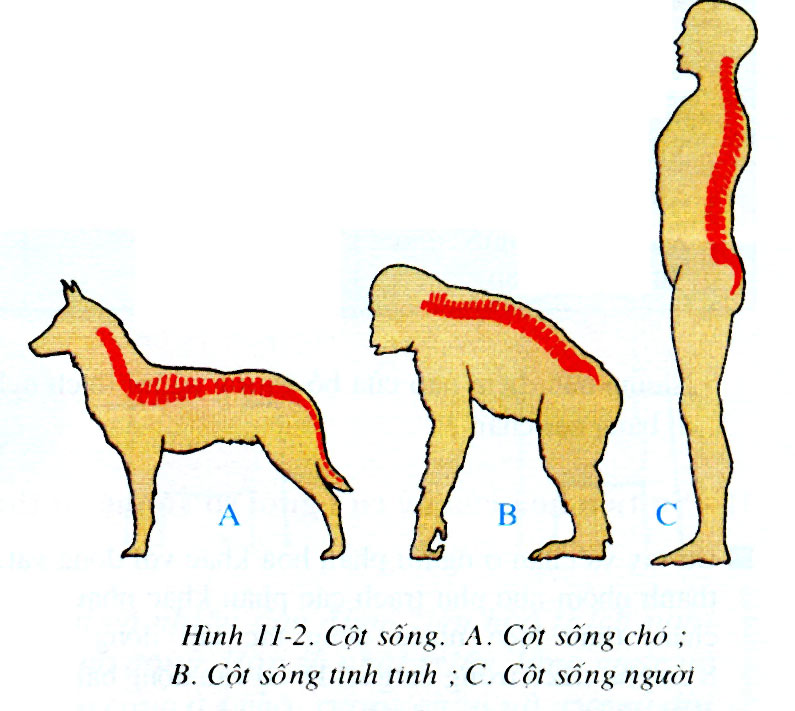 A
B
C
Hình 11-2. Cột sống. A. Cột sống chó ;
B. Cột sống tinh tinh ; C. Cột sống người